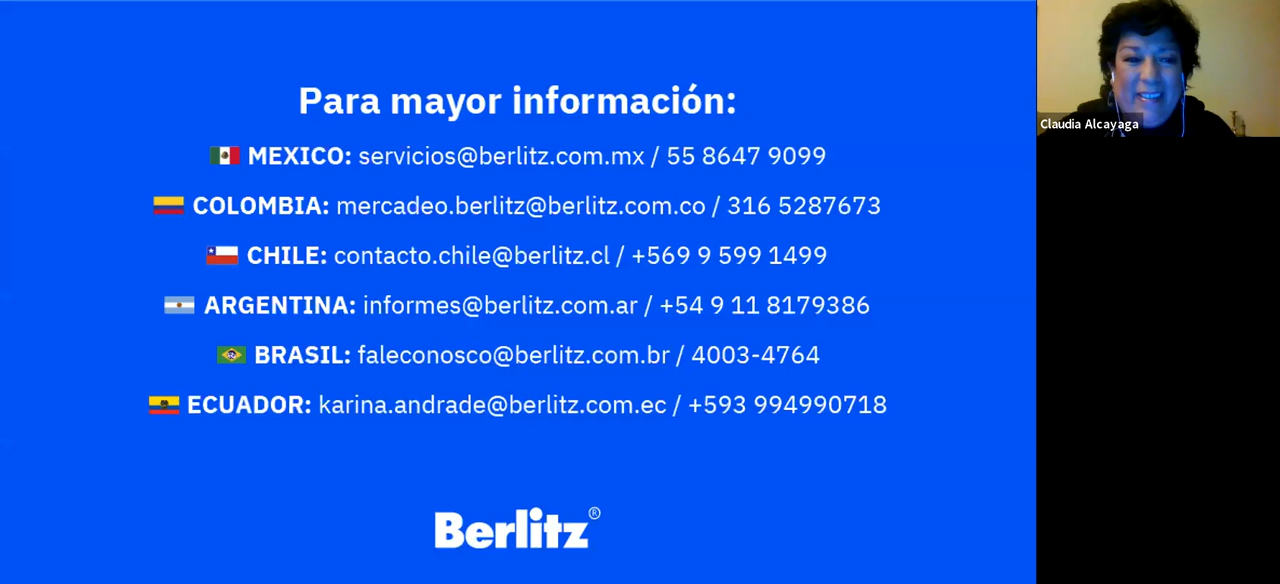 Para mayor información:
MEXICO: servicios@berlitz.com.mx / 55 8647 9099
COLOMBIA: mercadeo.berlitz@berlitz.com.co / 316 5287673
CHILE: contacto.chile@berlitz.cl / +569 9 599 1499
ARGENTINA: informes@berlitz.com.ar / +54 9 11 8179386
BRASIL: faleconosco@berlitz.com.br / 4003-4764
ECUADOR: karina.andrade@berlitz.com.ec / +593 994990718
Berlitz®
Claudia Alcayaga